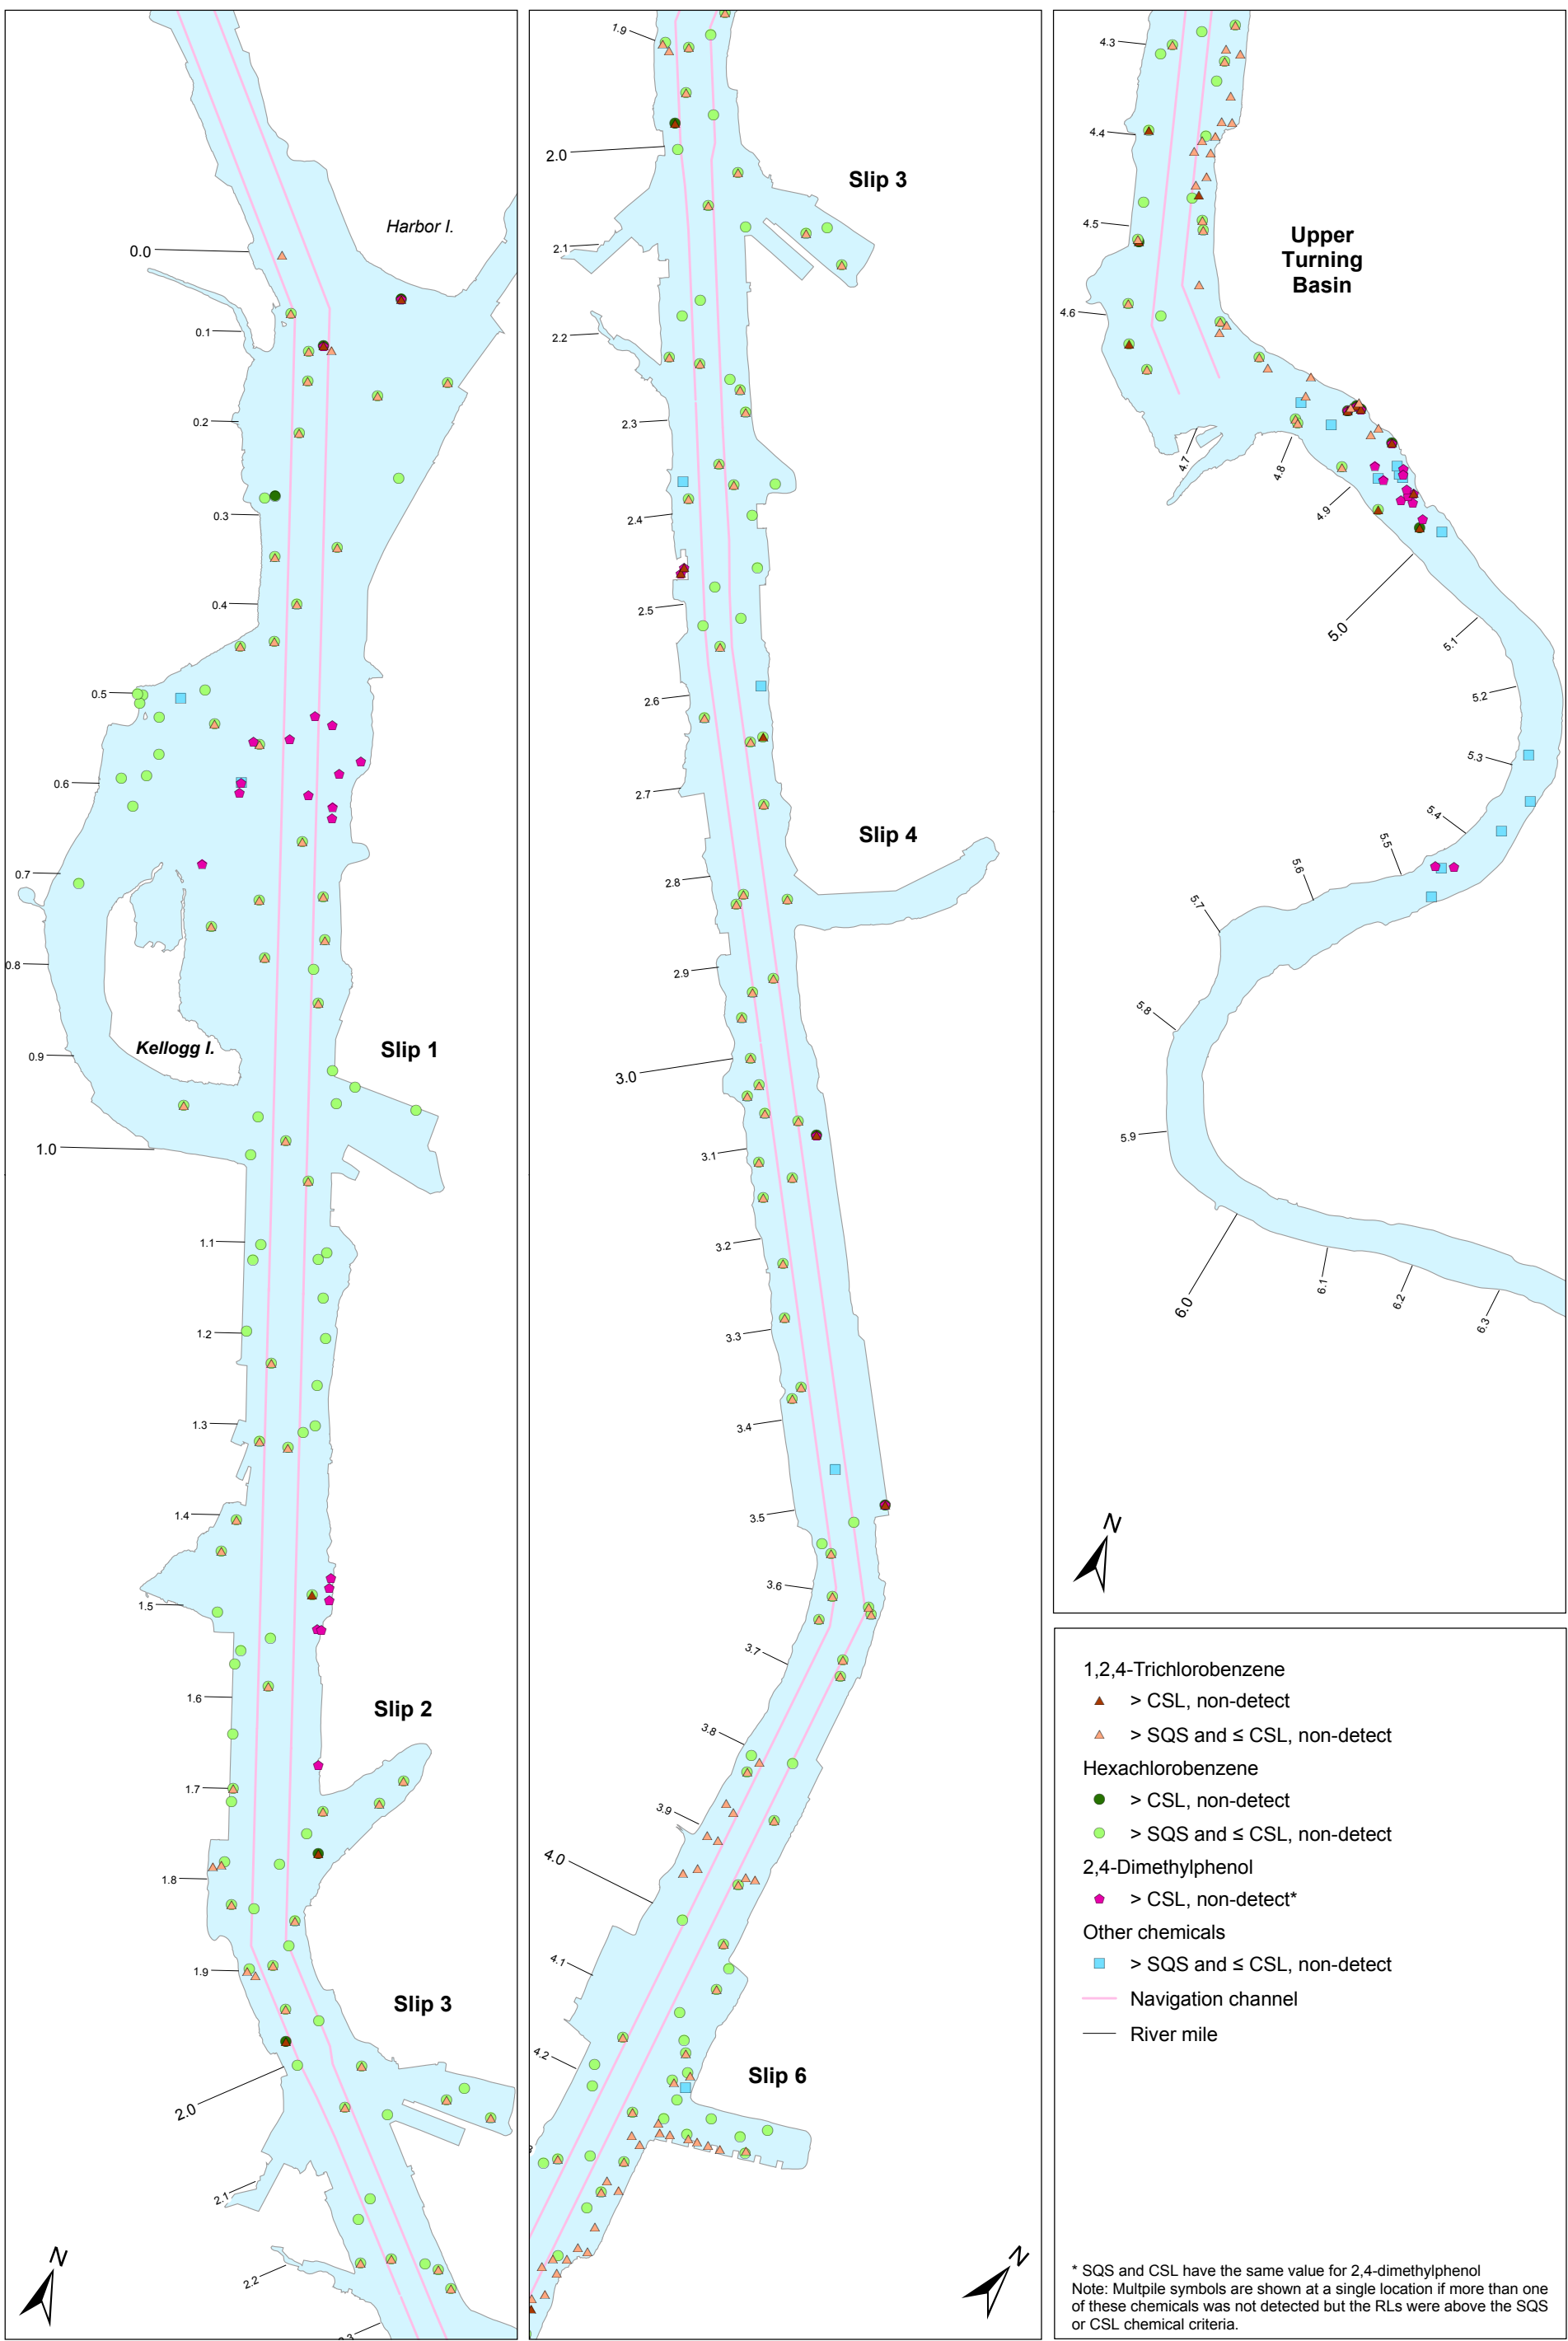 Harbor I.
0.0
0.1
0.2
0.3
0.4
0.5
0.6
0.7
0.8
0.9
Kellogg I.
Slip 1
1.0
1.1
1.2
1.3
1.4
1.5
1.6
Slip 2
1.7
1.8
1.9
Slip 3
2.0
2.1
2.2
N
1.9
2.0
Slip 3
2.1
2.2
2.3
2.4
2.5
2.6
2.7
Slip 4
2.8
2.9
3.0
3.1
3.2
3.3
3.4
3.5
3.6
3.7
3.8
3.9
4.0
4.1
4.2
Slip 6
N
4.3
4.4
4.5
Upper
Turning
Basin
4.6
4.7
4.8
4.9
5.0
5.1
5.2
5.3
5.4
5.5
5.6
5.7
5.8
5.9
6.0
6.1
6.2
6.3
N
1,2,4-Trichlorobenzene
> CSL, non-detect
> SQS and ≤ CSL, non-detect
Hexachlorobenzene
> CSL, non-detect
> SQS and ≤ CSL, non-detect
2,4-Dimethylphenol
> CSL, non-detect*
Other chemicals
> SQS and ≤ CSL, non-detect
Navigation channel
River mile
* SQS and CSL have the same value for 2,4-dimethylphenol
Note: Multpile symbols are shown at a single location if more than one
of these chemicals was not detected but the RLs were above the SQS
or CSL chemical criteria.